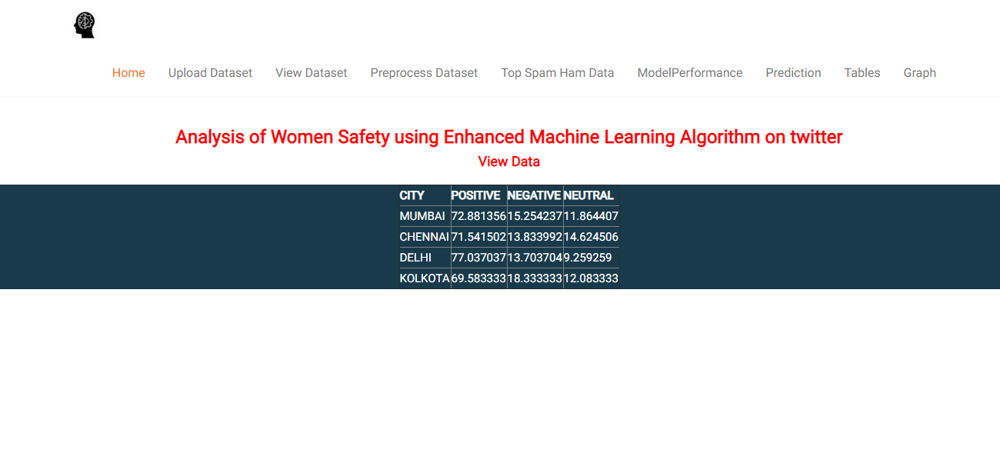 Home Upload Dataset View Dataset Preprocess Dataset Top Spam Ham Data ModelPerformance Prediction Tables Graph
Analysis of Women Safety using Enhanced Machine Learning Algorithm on twitter
View Data
CITY POSITIVE NEGATIVE NEUTRAL
MUMBAI 72.881356 15.254237 11.864407
CHENNAI 71.541502 13.833992 14.624506
DELHI 77.037037 13.703704 9.259259
KOLKOTA 69.583333 18.333333 12.083333